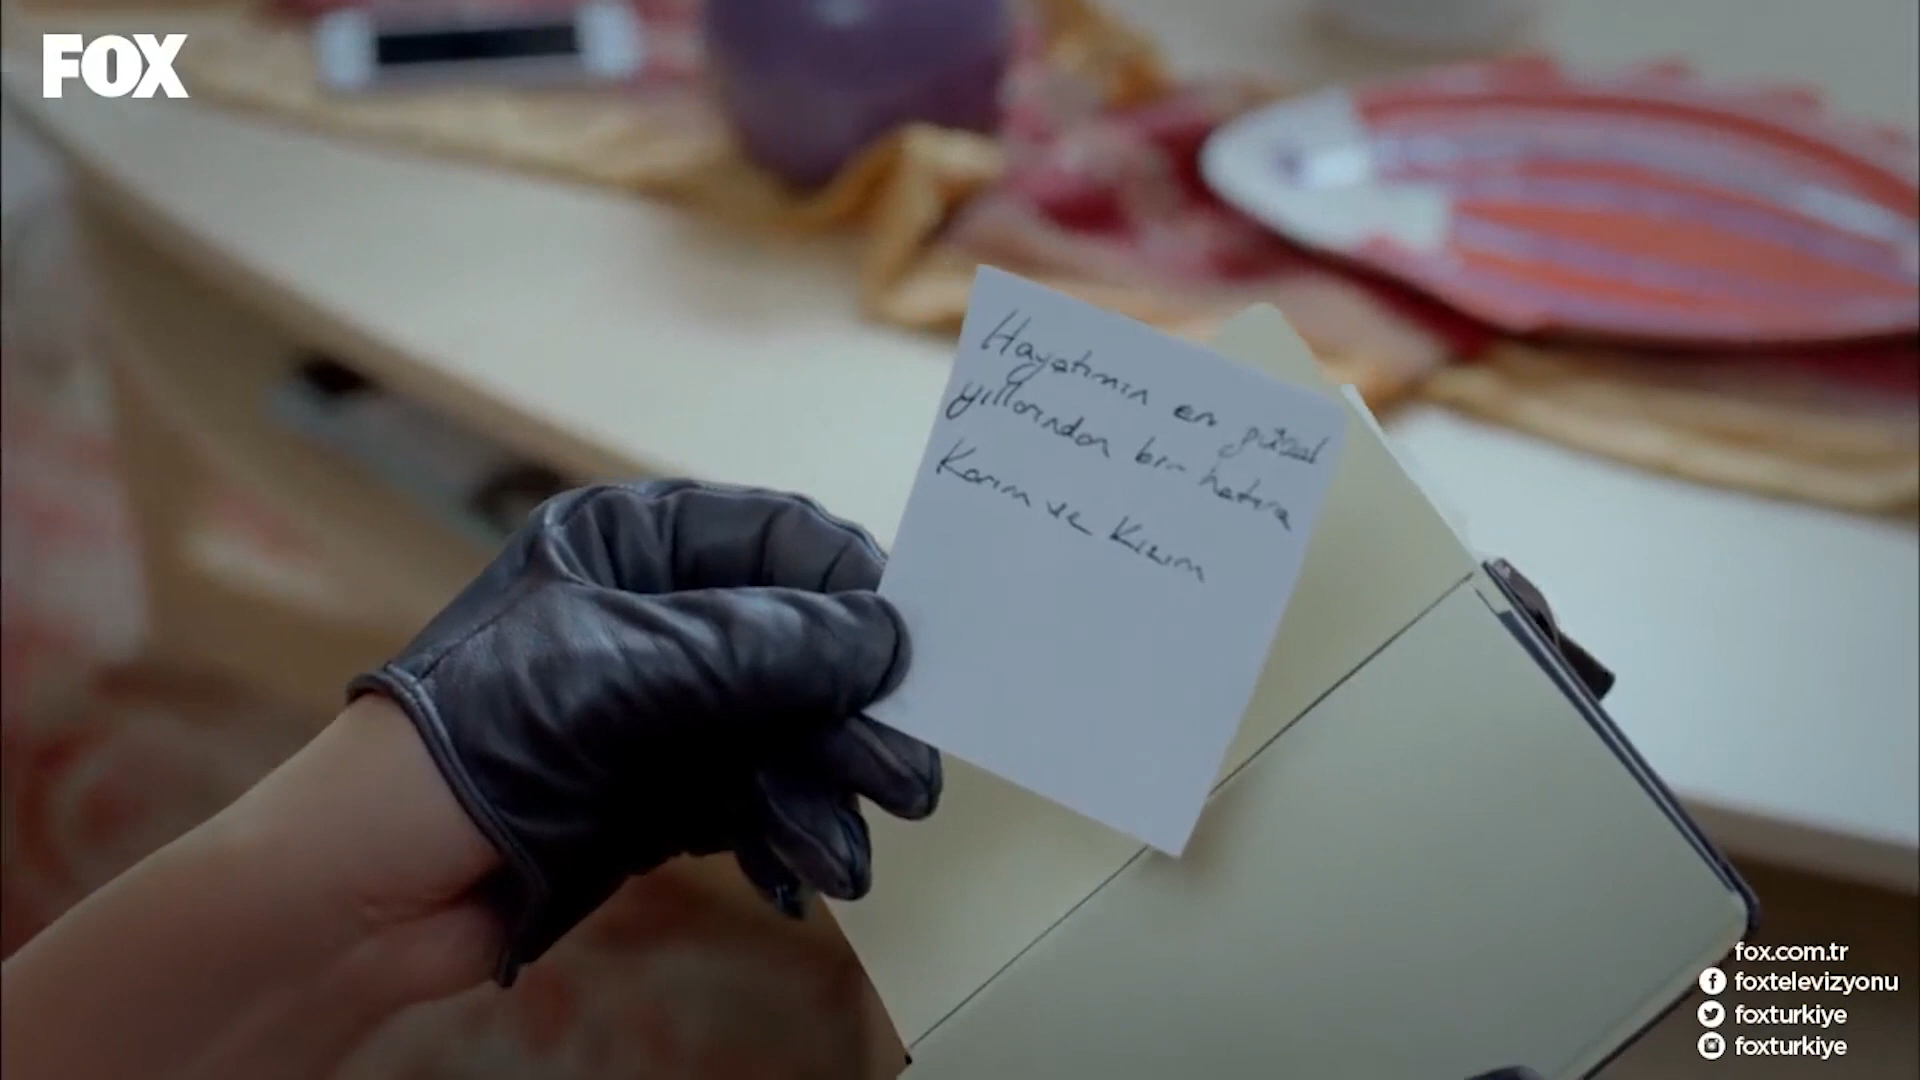 FOX
Hayatımın en güzel
yıllarından bir hatıra
Karım ve Kızım
fox.com.tr
foxtelevizyonu
foxturkiye
foxturkiye